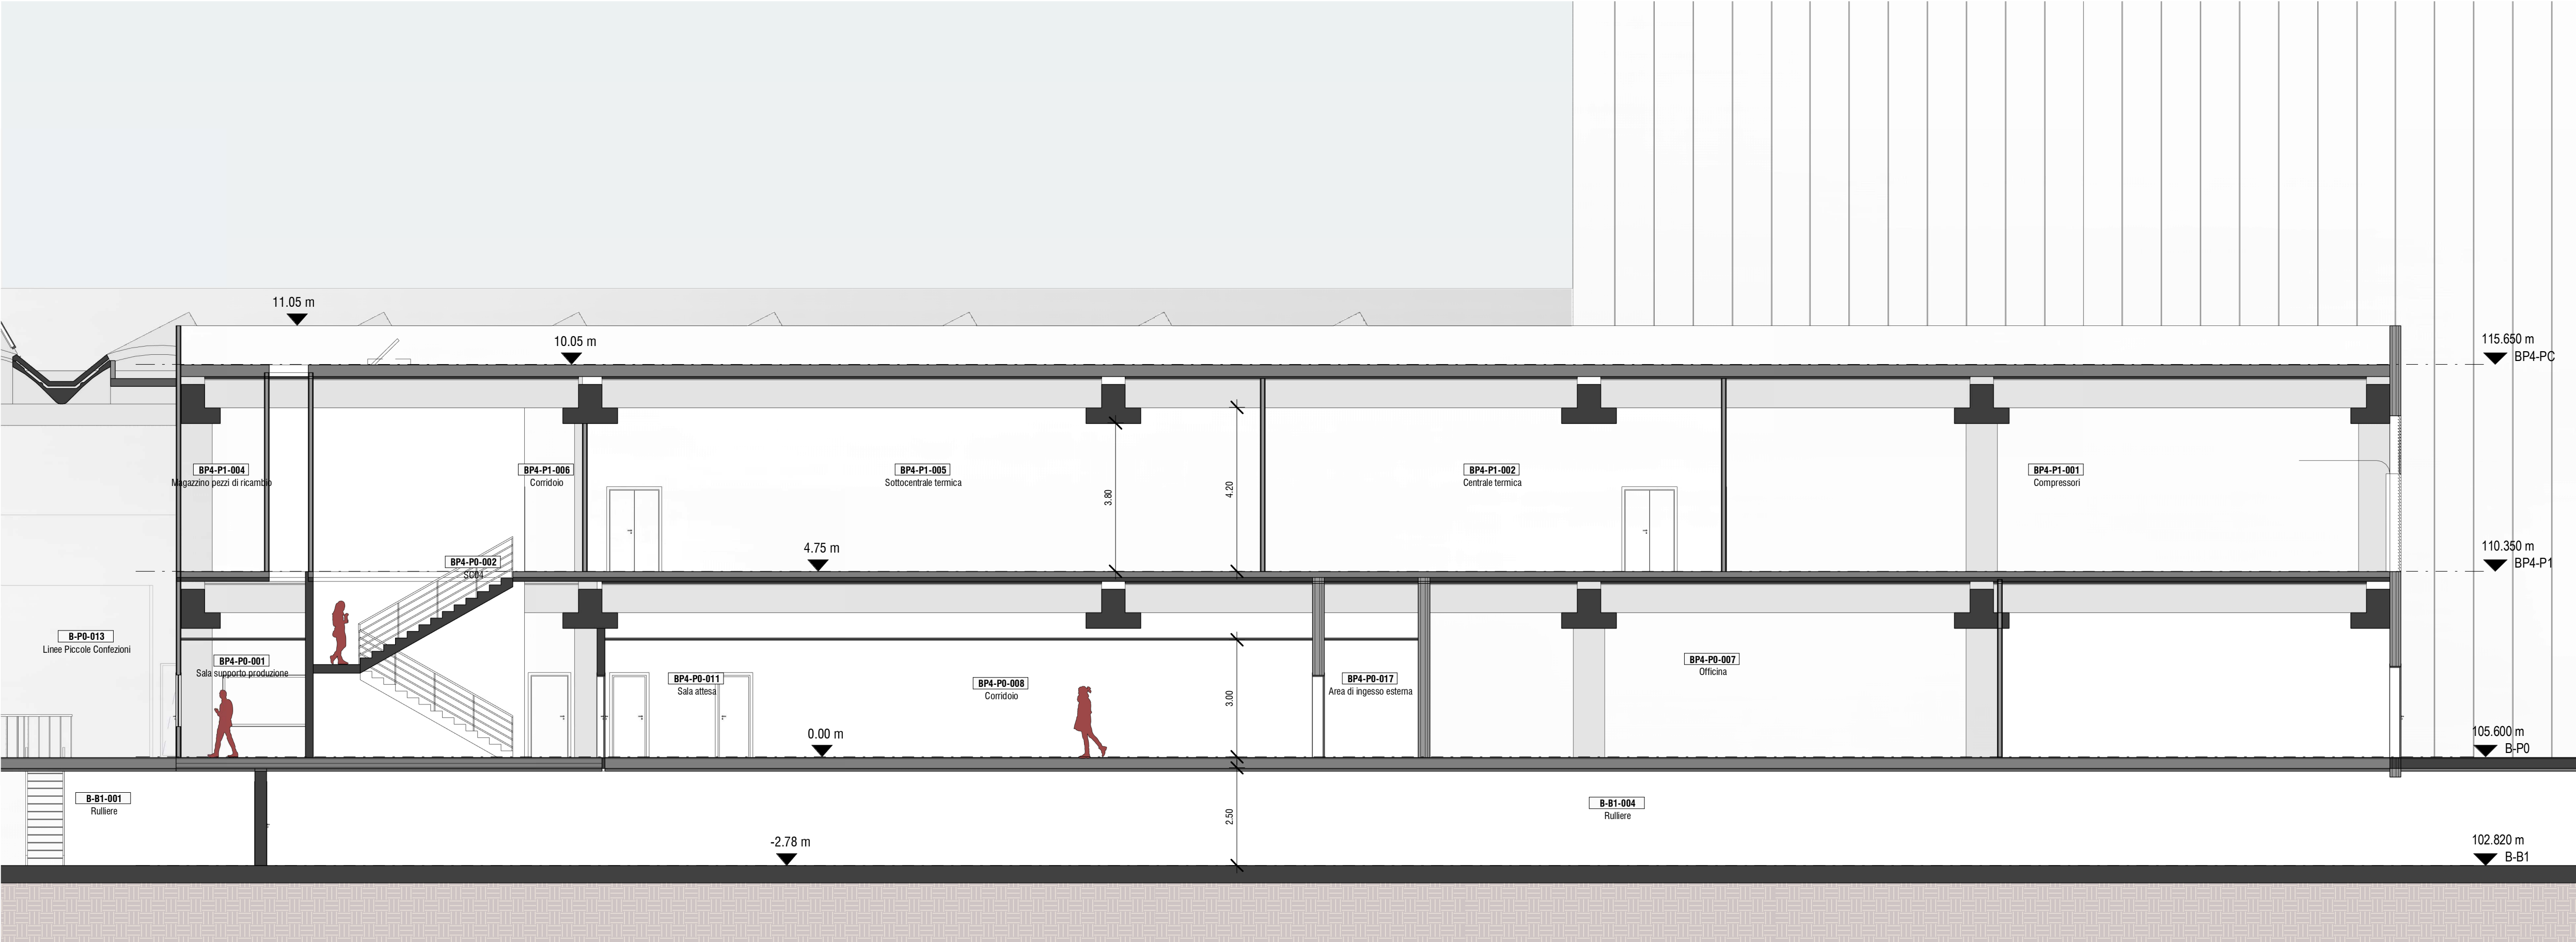 11.05 m
10.05 m
115.650 m
BP4-PC
BP4-P1-004
Magazzino pezzi di ricambio
BP4-P1-006
Corridoio
BP4-P1-005
Sottocentrale termica
3.80
4.20
BP4-P1-002
Centrale termica
BP4-P1-001
Compressori
4.75 m
110.350 m
BP4-P1
BP4-P0-002
SC04
B-P0-013
Linee Piccole Confezioni
BP4-P0-001
Sala supporto produzione
BP4-P0-011
Sala attesa
BP4-P0-008
Corridoio
3.00
BP4-P0-017
Area di ingesso esterna
BP4-P0-007
Officina
0.00 m
105.600 m
B-P0
B-B1-001
Rulliere
2.50
B-B1-004
Rulliere
-2.78 m
102.820 m
B-B1